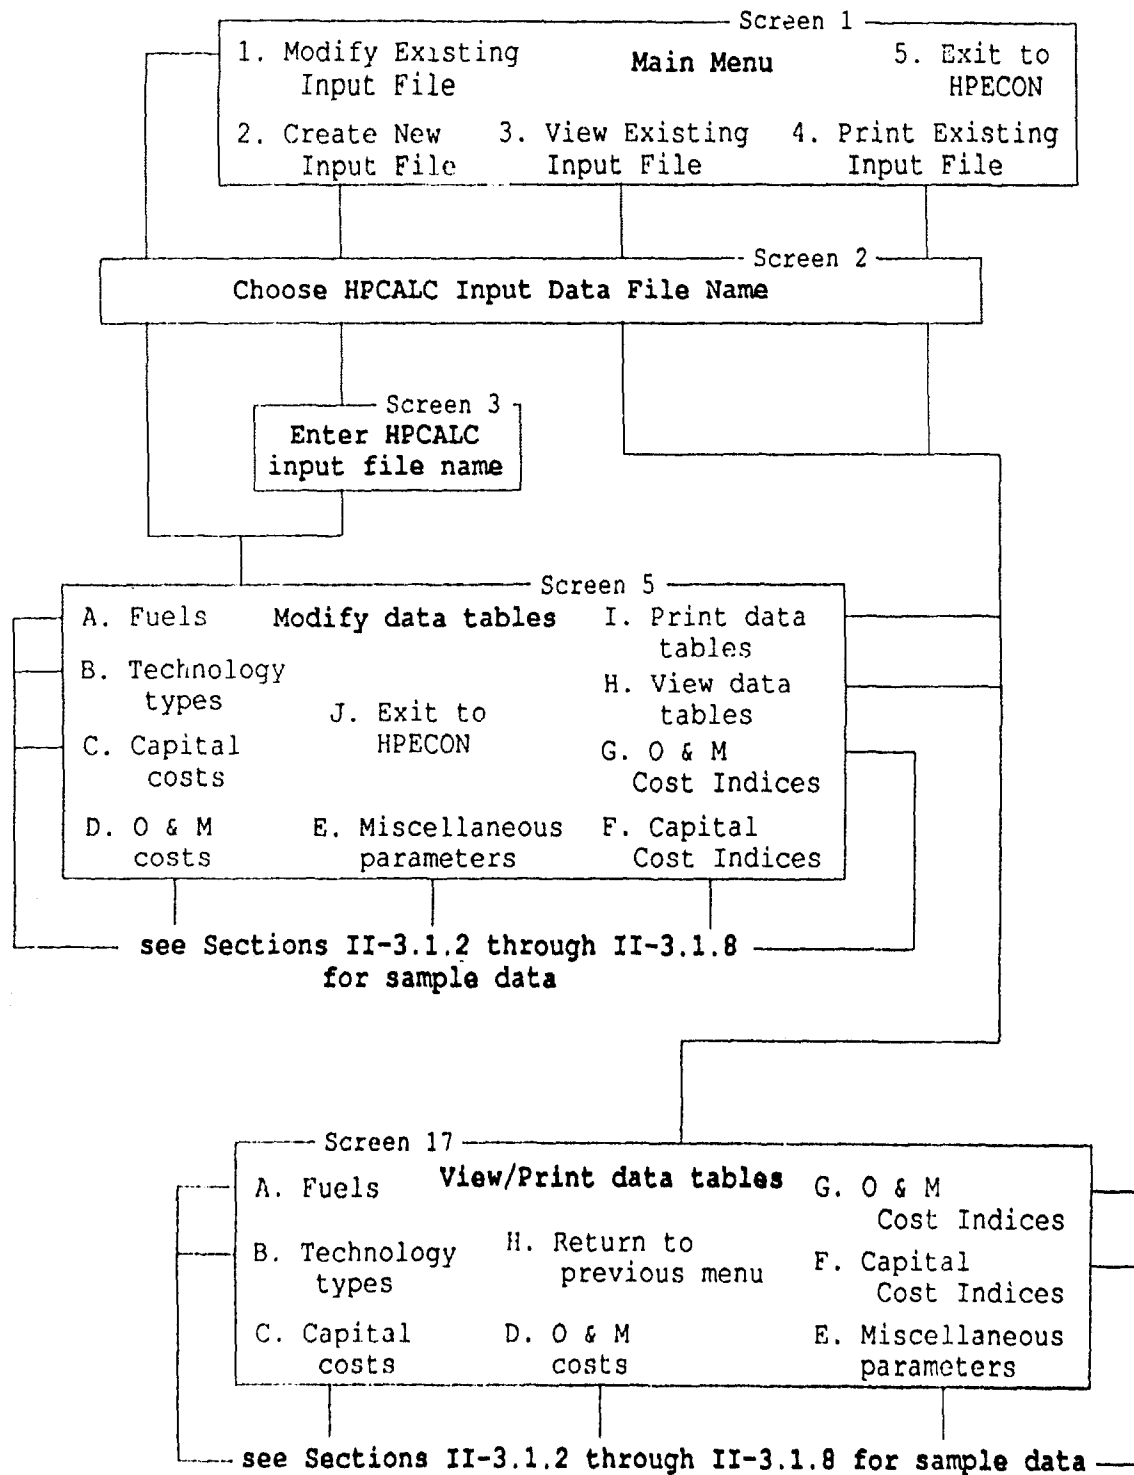 Screen 1
1. Modify Existing Input File
Main Menu
5. Exit to HPECON
2. Create New Input File
3. View Existing Input File
4. Print Existing Input File
Screen 2
Choose HPCALC Input Data File Name
Screen 3
Enter HPCALC
input file name
Screen 5
A. Fuels
Modify data tables
I. Print data
tables
B. Technology
types
H. View data
tables
J. Exit to
HPECON
C. Capital
costs
G. O & M
Cost Indices
D. O & M
costs
E. Miscellaneous
parameters
F. Capital
Cost Indices
see Sections II-3.1.2 through II-3.1.8
for sample data
Screen 17
A. Fuels
View/Print data tables
G. O & M
Cost Indices
B. Technology
types
H. Return to
previous menu
F. Capital
Cost Indices
C. Capital
costs
D. O & M
costs
E. Miscellaneous
parameters
see Sections II-3.1.2 through II-3.1.8 for sample data